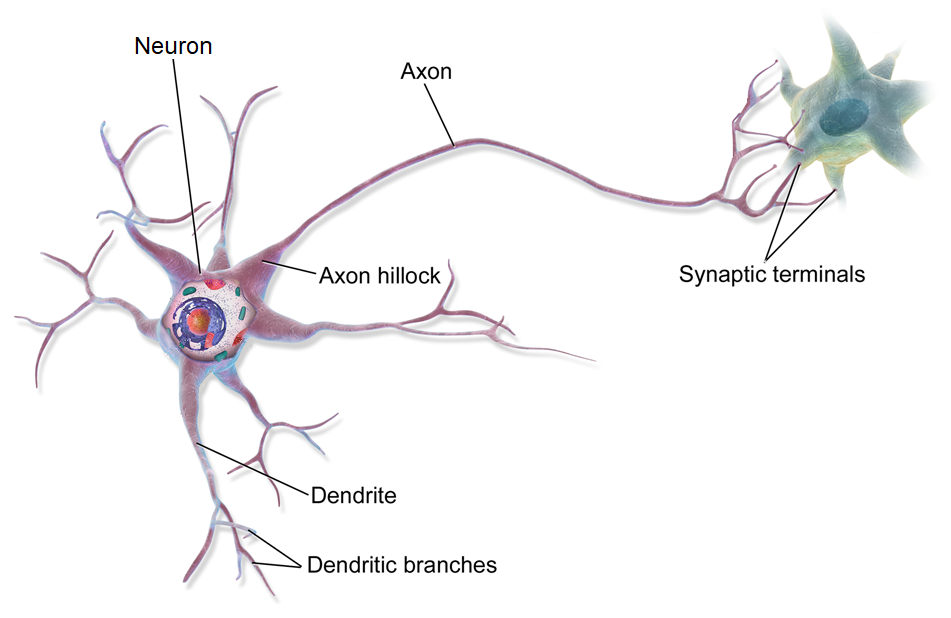 Neuron
Axon
Axon hillock
Synaptic terminals
Dendrite
Dendritic branches